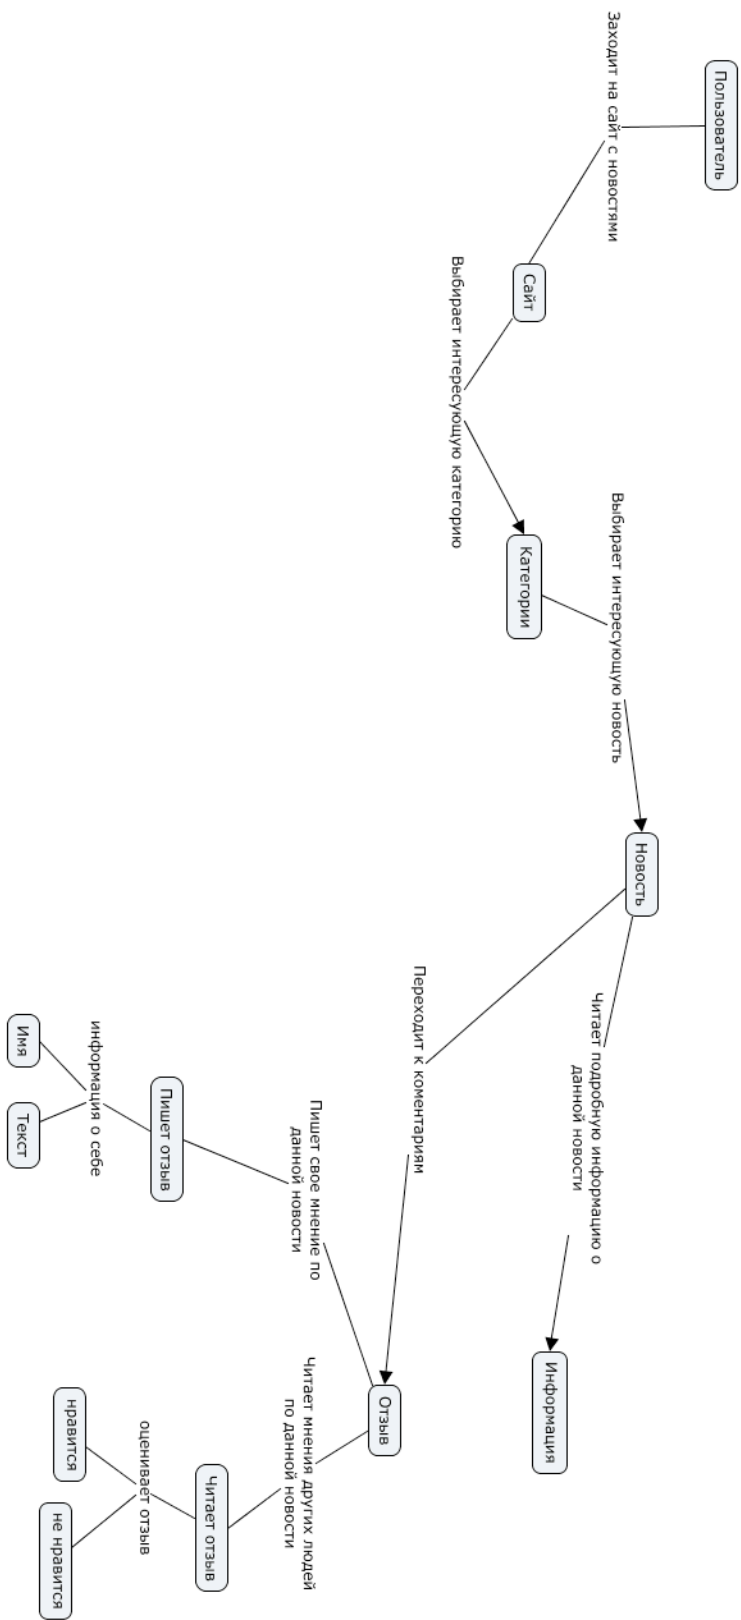 Пользователь
Заходит на сайт с новостями
Сайт
Выбирает интересующую категорию
Категории
Выбирает интересующую новость
Новость
Читает подробную информацию о
данной новости
Информация
Переходит к коментариям
Отзыв
Пишет свое мнение по
данной новости
Пишет отзыв
информация о себе
Имя
Текст
Читает мнения других людей
по данной новости
Читает отзыв
оценивает отзыв
нравится
не нравится